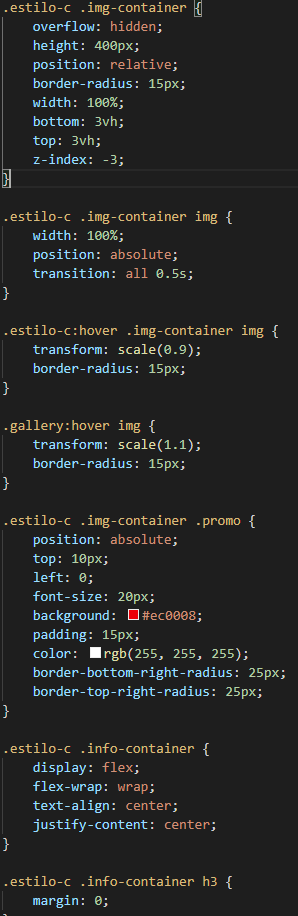 .estilo-c .img-container {
    overflow: hidden;
    height: 400px;
    position: relative;
    border-radius: 15px;
    width: 100%;
    bottom: 3vh;
    top: 3vh;
    z-index: -3;
}

.estilo-c .img-container img {
    width: 100%;
    position: absolute;
    transition: all 0.5s;
}

.estilo-c:hover .img-container img {
    transform: scale(0.9);
    border-radius: 15px;
}

.gallery:hover img {
    transform: scale(1.1);
    border-radius: 15px;
}

.estilo-c .img-container .promo {
    position: absolute;
    top: 10px;
    left: 0;
    font-size: 20px;
    background: #ec0008;
    padding: 15px;
    color: rgb(255, 255, 255);
    border-bottom-right-radius: 25px;
    border-top-right-radius: 25px;
}

.estilo-c .info-container {
    display: flex;
    flex-wrap: wrap;
    text-align: center;
    justify-content: center;
}

.estilo-c .info-container h3 {
    margin: 0;